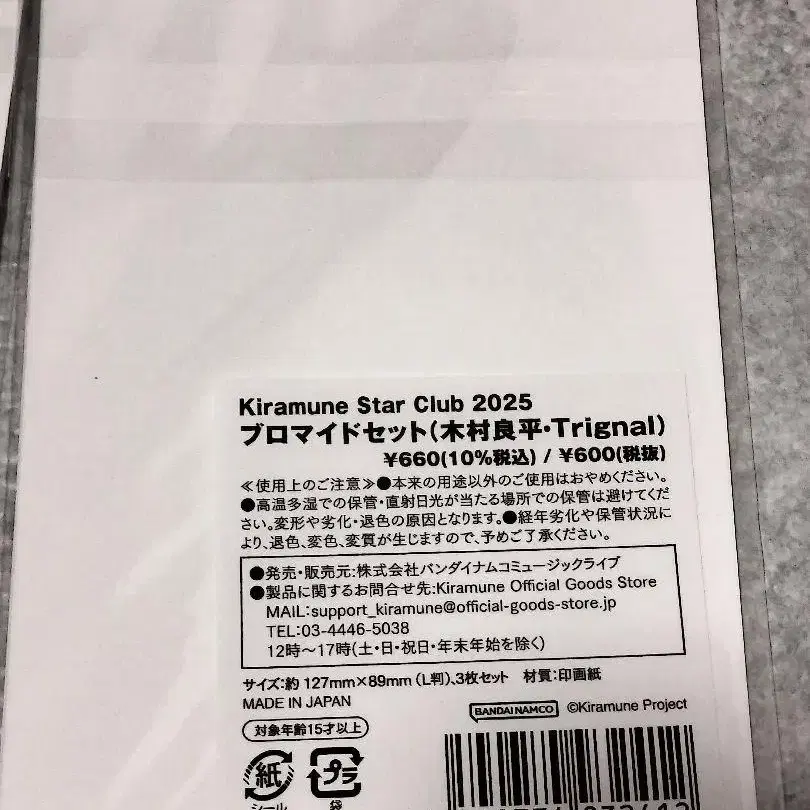 Kiramune Star Club 2025
ブロマイドセット(木村良平・Trignal)
¥660(10%税込) / ¥600(税抜)
≪使用上のご注意≫●本来の用途以外のご使用はおやめください。
●高温多湿での保管・直射日光が当たる場所での保管は避けてくだ
さい。変形や劣化・退色の原因となります。●経年劣化や保管状況に
より、退色、変色、変質が生じますので、予めご了承ください。
●発売・販売元:株式会社バンダイナムコミュージックライブ
●製品に関するお問合せ先:Kiramune Official Goods Store
MAIL:support_kiramune@official-goods-store.jp
TEL:03-4446-5038
12時〜17時(土・日・祝日・年末年始を除く)
サイズ:約 127mm×89mm (L判)、3枚セット 材質:印画紙
MADE IN JAPAN
BANDAI NAMCO ©Kiramune Project
対象年齢15才以上
紙 プラ
シール 袋